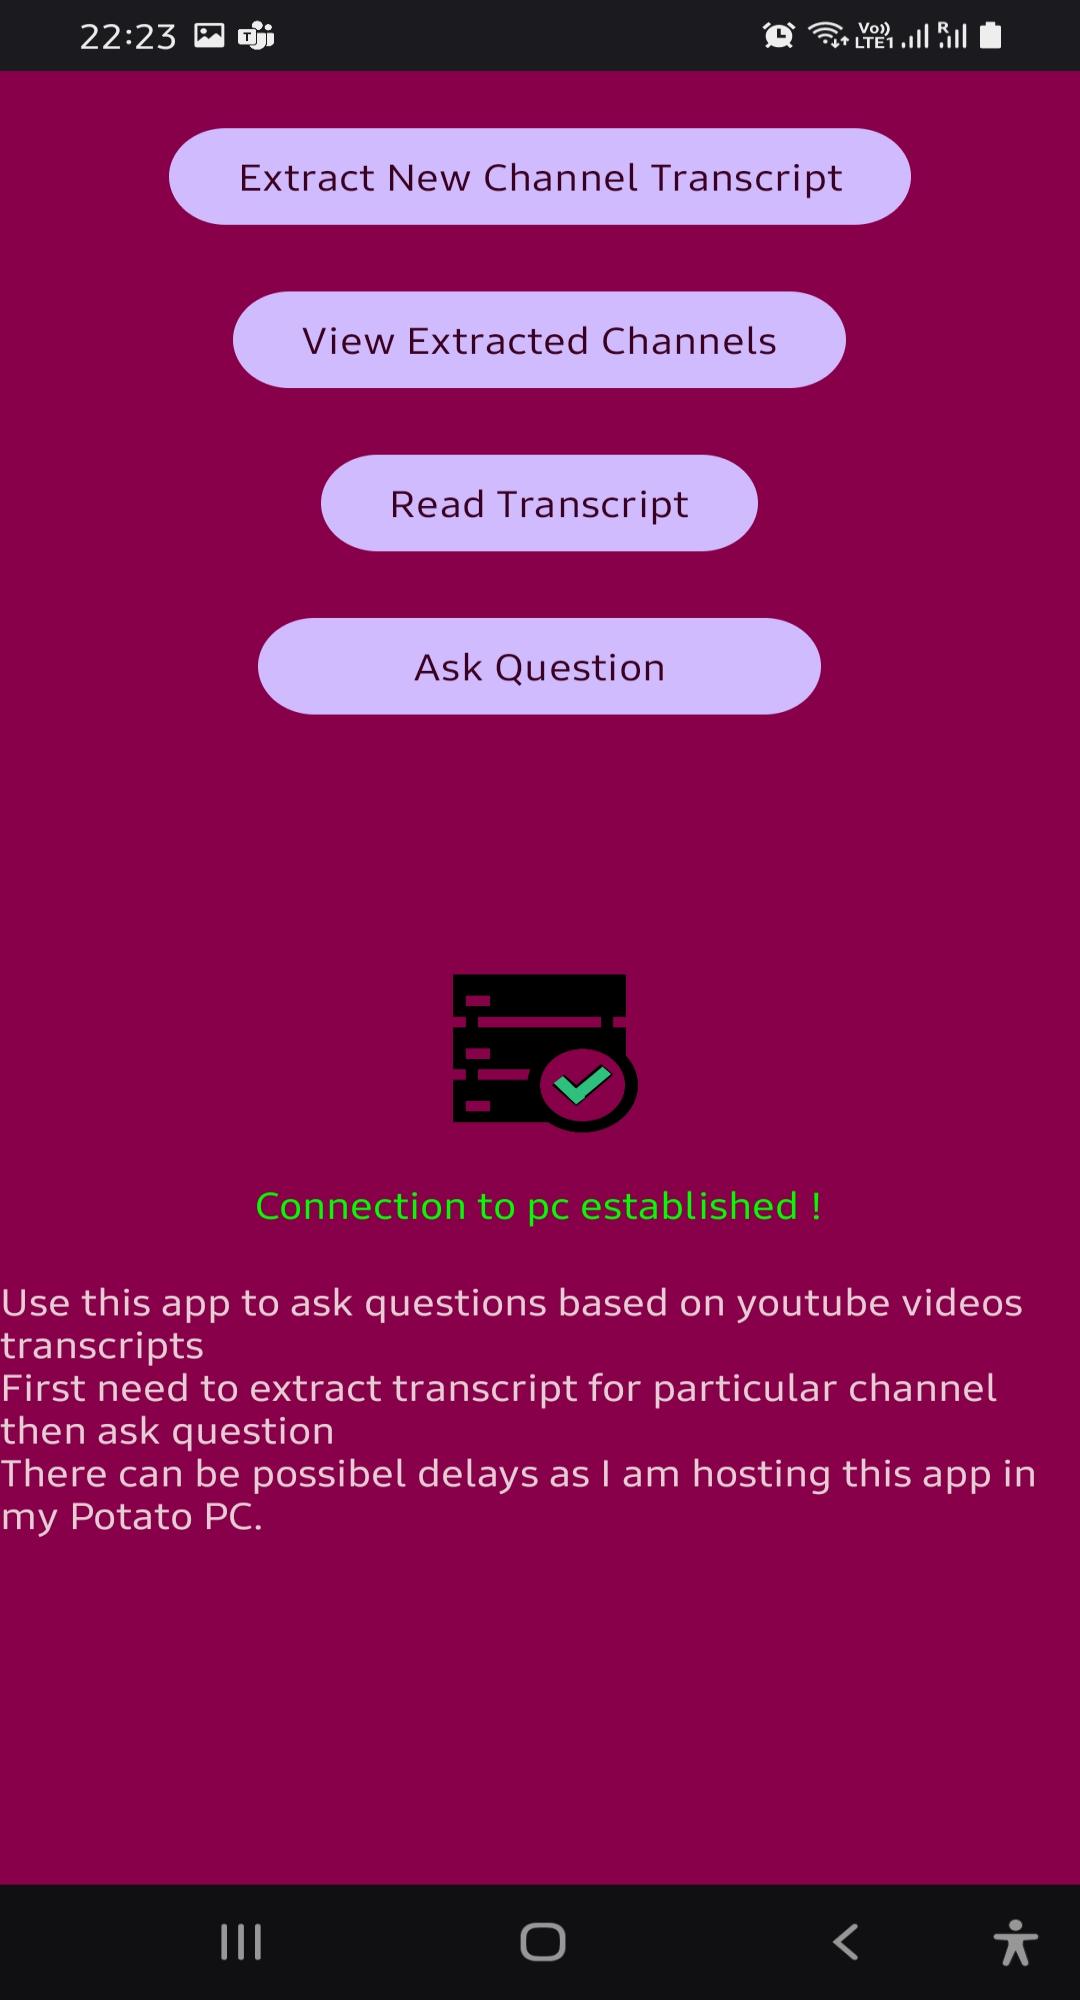 22:23
Vo))
LTE1
R
Extract New Channel Transcript
View Extracted Channels
Read Transcript
Ask Question
Connection to pc established !
Use this app to ask questions based on youtube videos
transcripts
First need to extract transcript for particular channel
then ask question
There can be possibel delays as I am hosting this app in
my Potato PC.